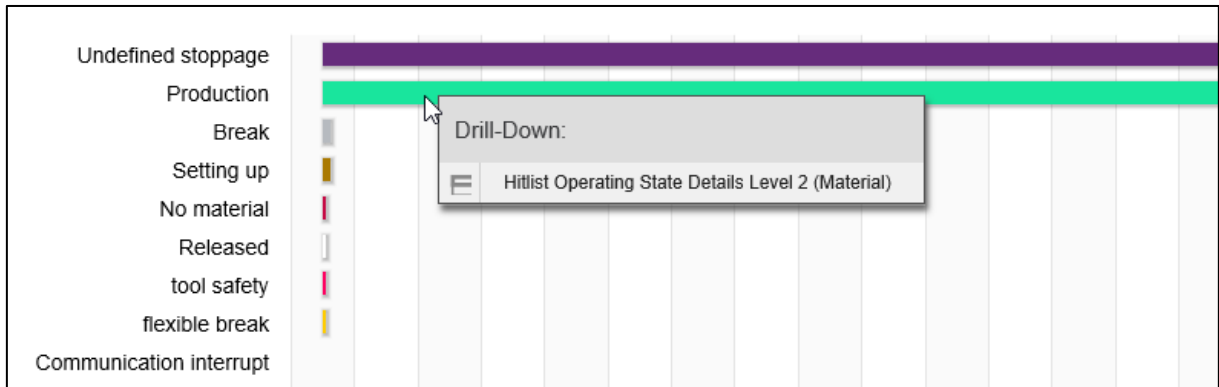 Undefined stoppage
Production
Break
Drill-Down:
Setting up
Hitlist Operating State Details Level 2 (Material)
No material
Released
tool safety
flexible break
Communication interrupt